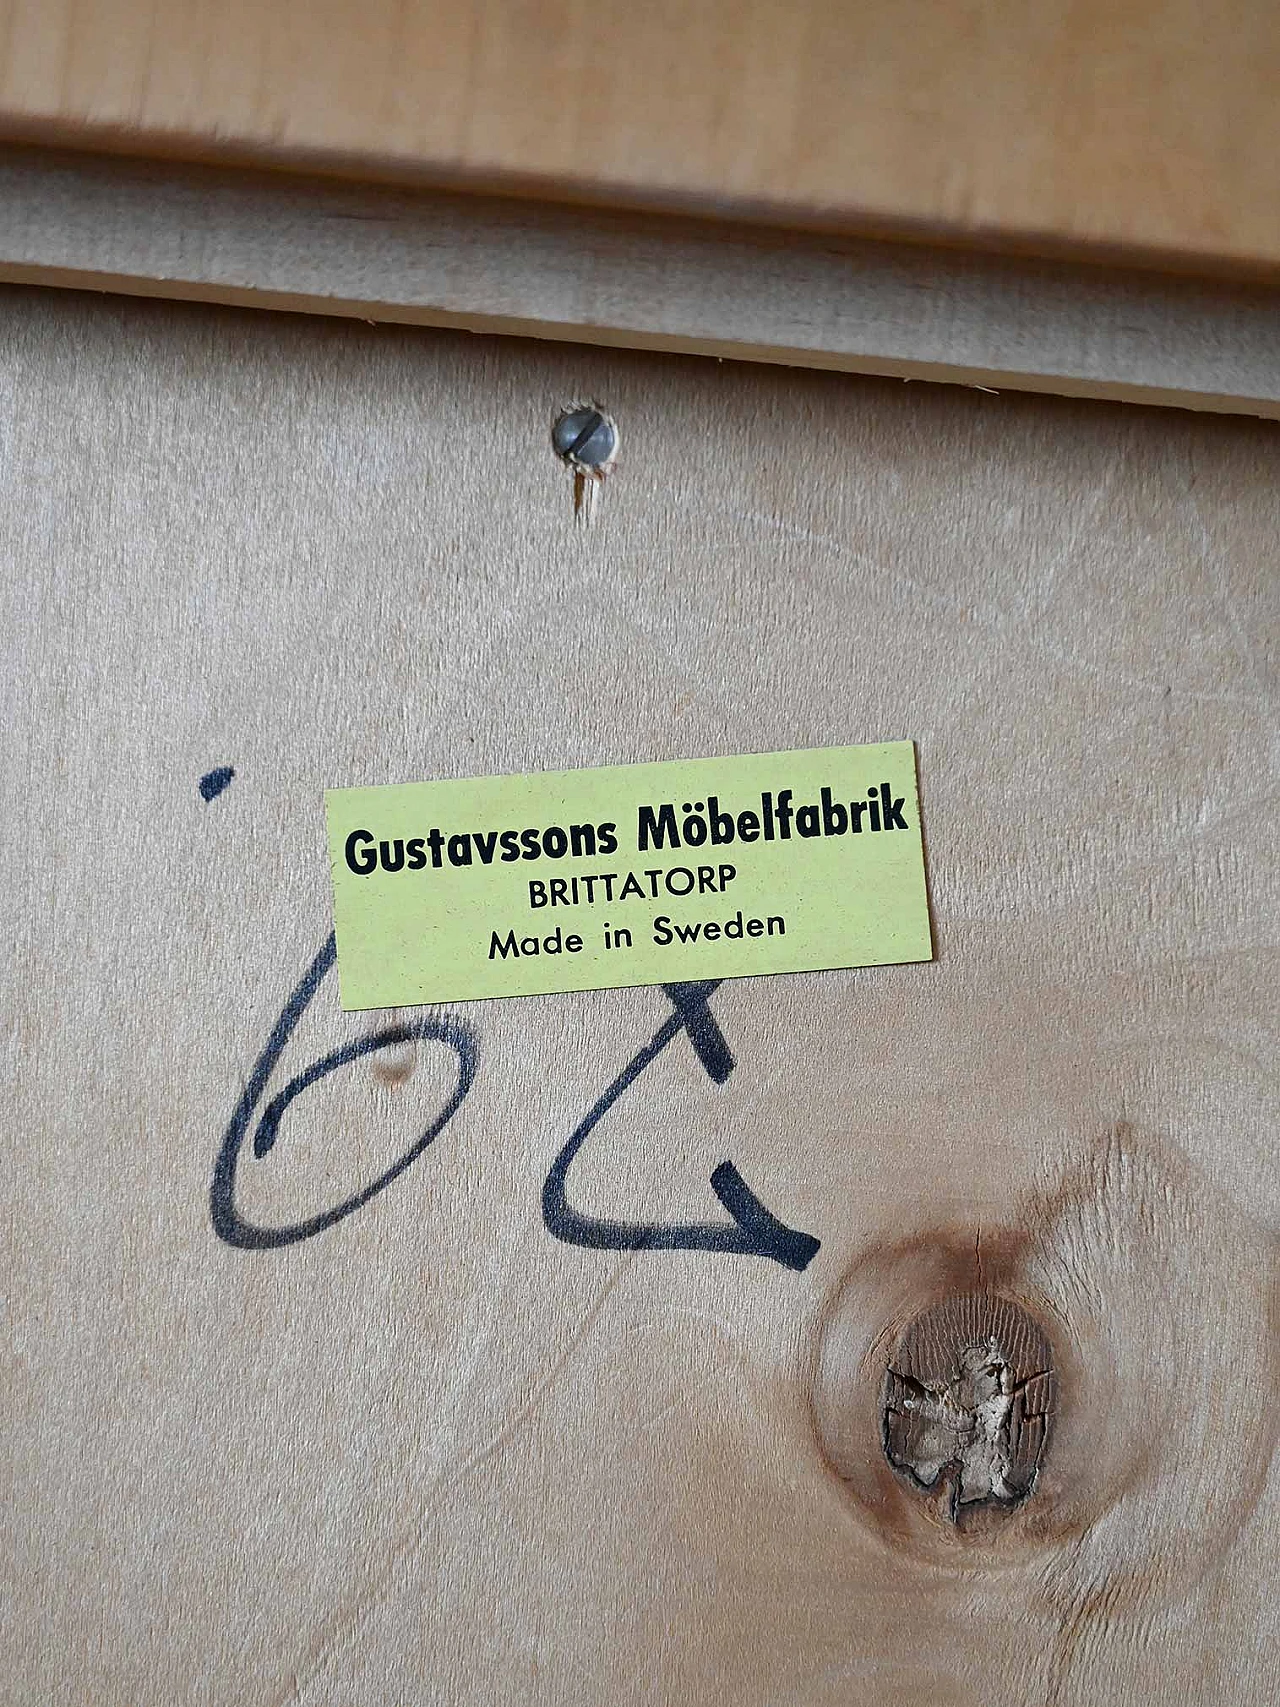 Gustavssons Möbelfabrik
BRITTATORP
Made in Sweden